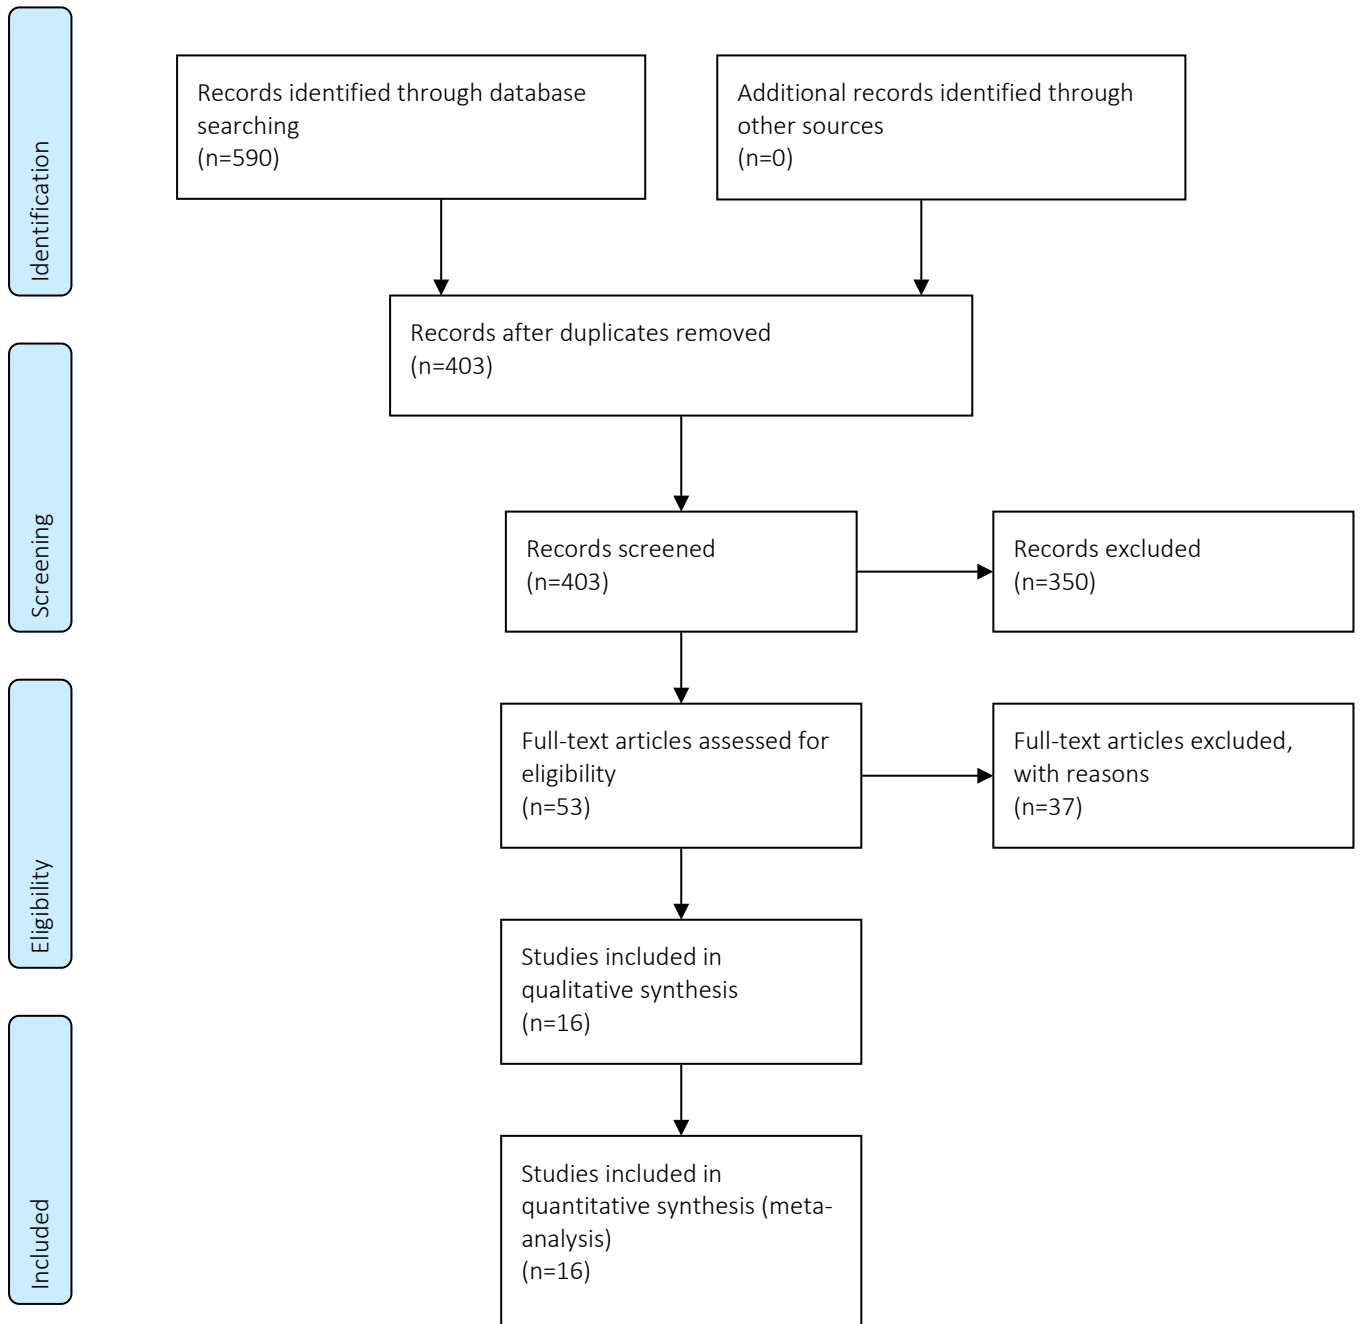 Identification
Records identified through database
searching
(n=590)
Additional records identified through
other sources
(n=0)
Records after duplicates removed
(n=403)
Screening
Records screened
(n=403)
Records excluded
(n=350)
Eligibility
Full-text articles assessed for
eligibility
(n=53)
Full-text articles excluded,
with reasons
(n=37)
Studies included in
qualitative synthesis
(n=16)
Included
Studies included in
quantitative synthesis (meta-
analysis)
(n=16)